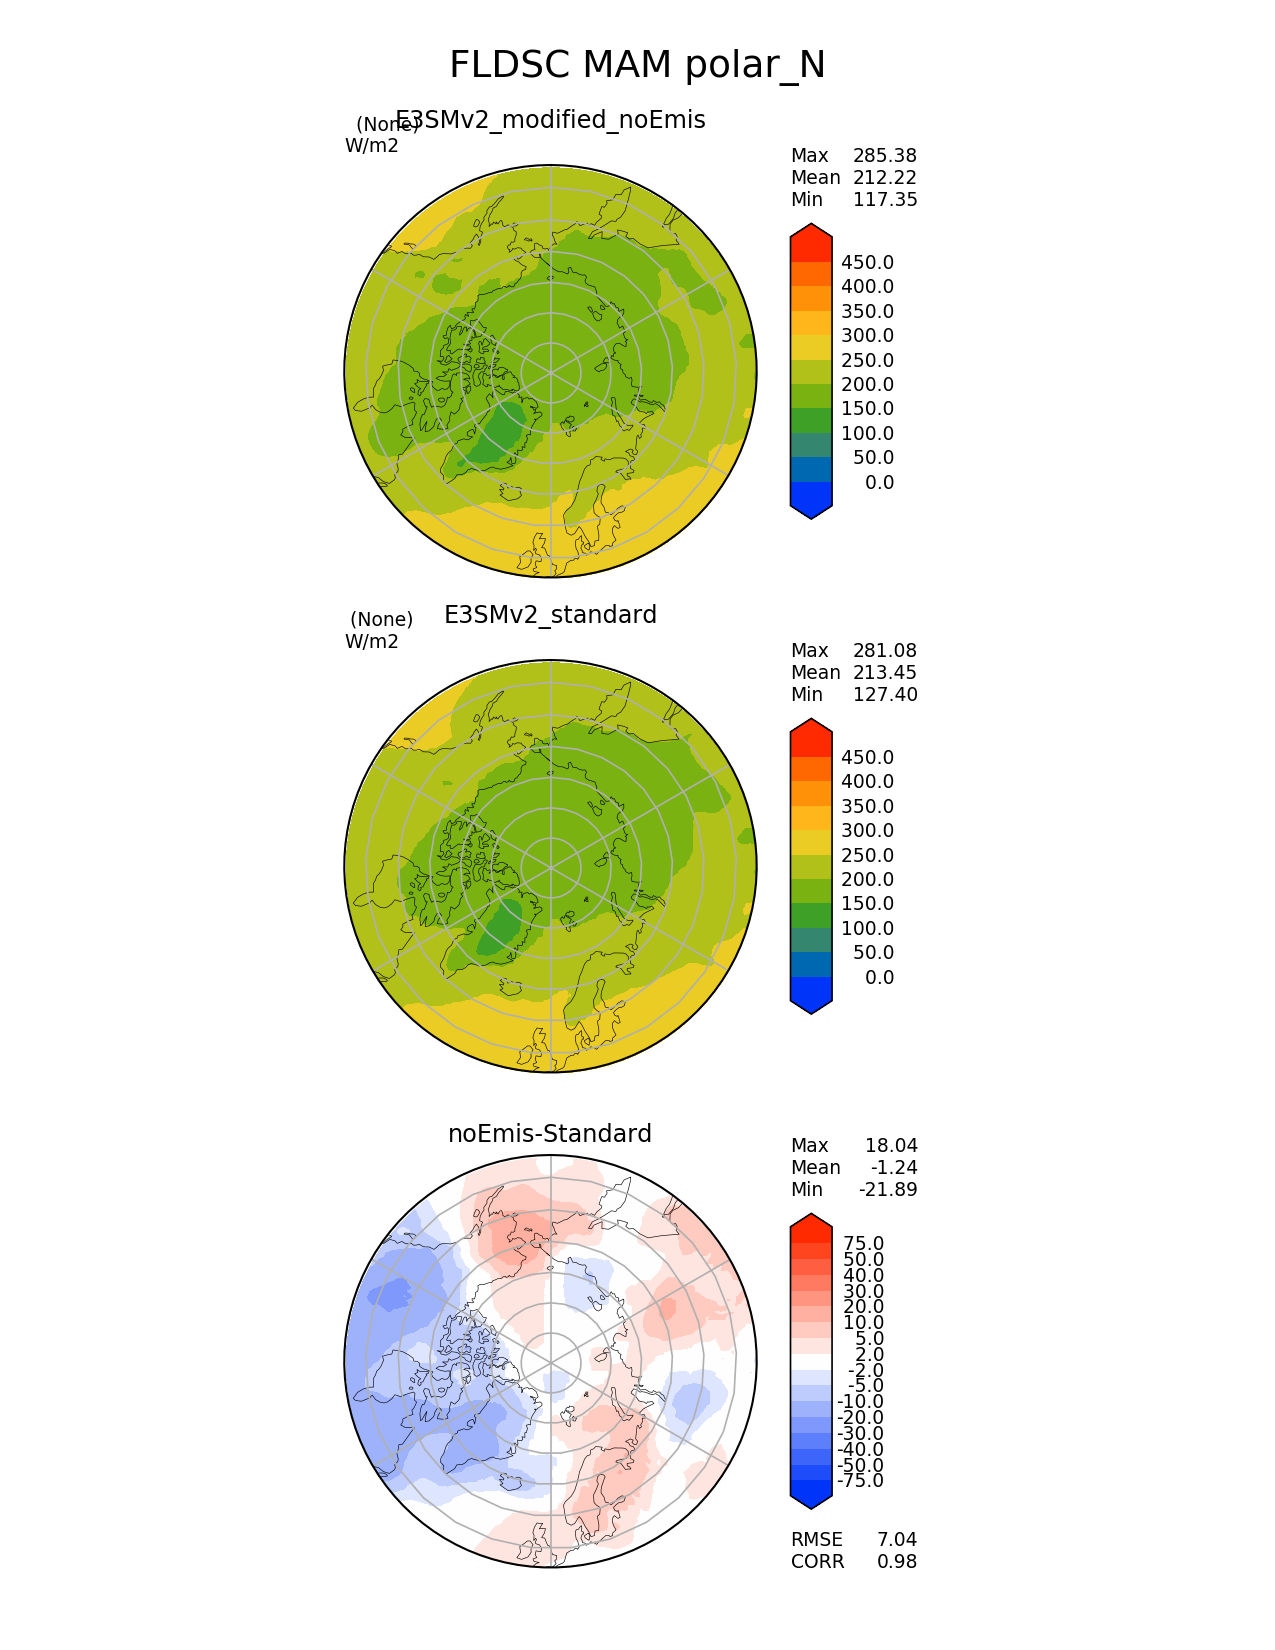 FLDSC MAM polar_N
E3SMv2_modified_noEmis
(None)
W/m2
Max 285.38
Mean 212.22
Min 117.35
450.0
400.0
350.0
300.0
250.0
200.0
150.0
100.0
50.0
0.0
E3SMv2_standard
(None)
W/m2
Max 281.08
Mean 213.45
Min 127.40
450.0
400.0
350.0
300.0
250.0
200.0
150.0
100.0
50.0
0.0
noEmis-Standard
Max 18.04
Mean -1.24
Min -21.89
75.0
50.0
40.0
30.0
20.0
10.0
5.0
2.0
-2.0
-5.0
-10.0
-20.0
-30.0
-40.0
-50.0
-75.0
RMSE 7.04
CORR 0.98